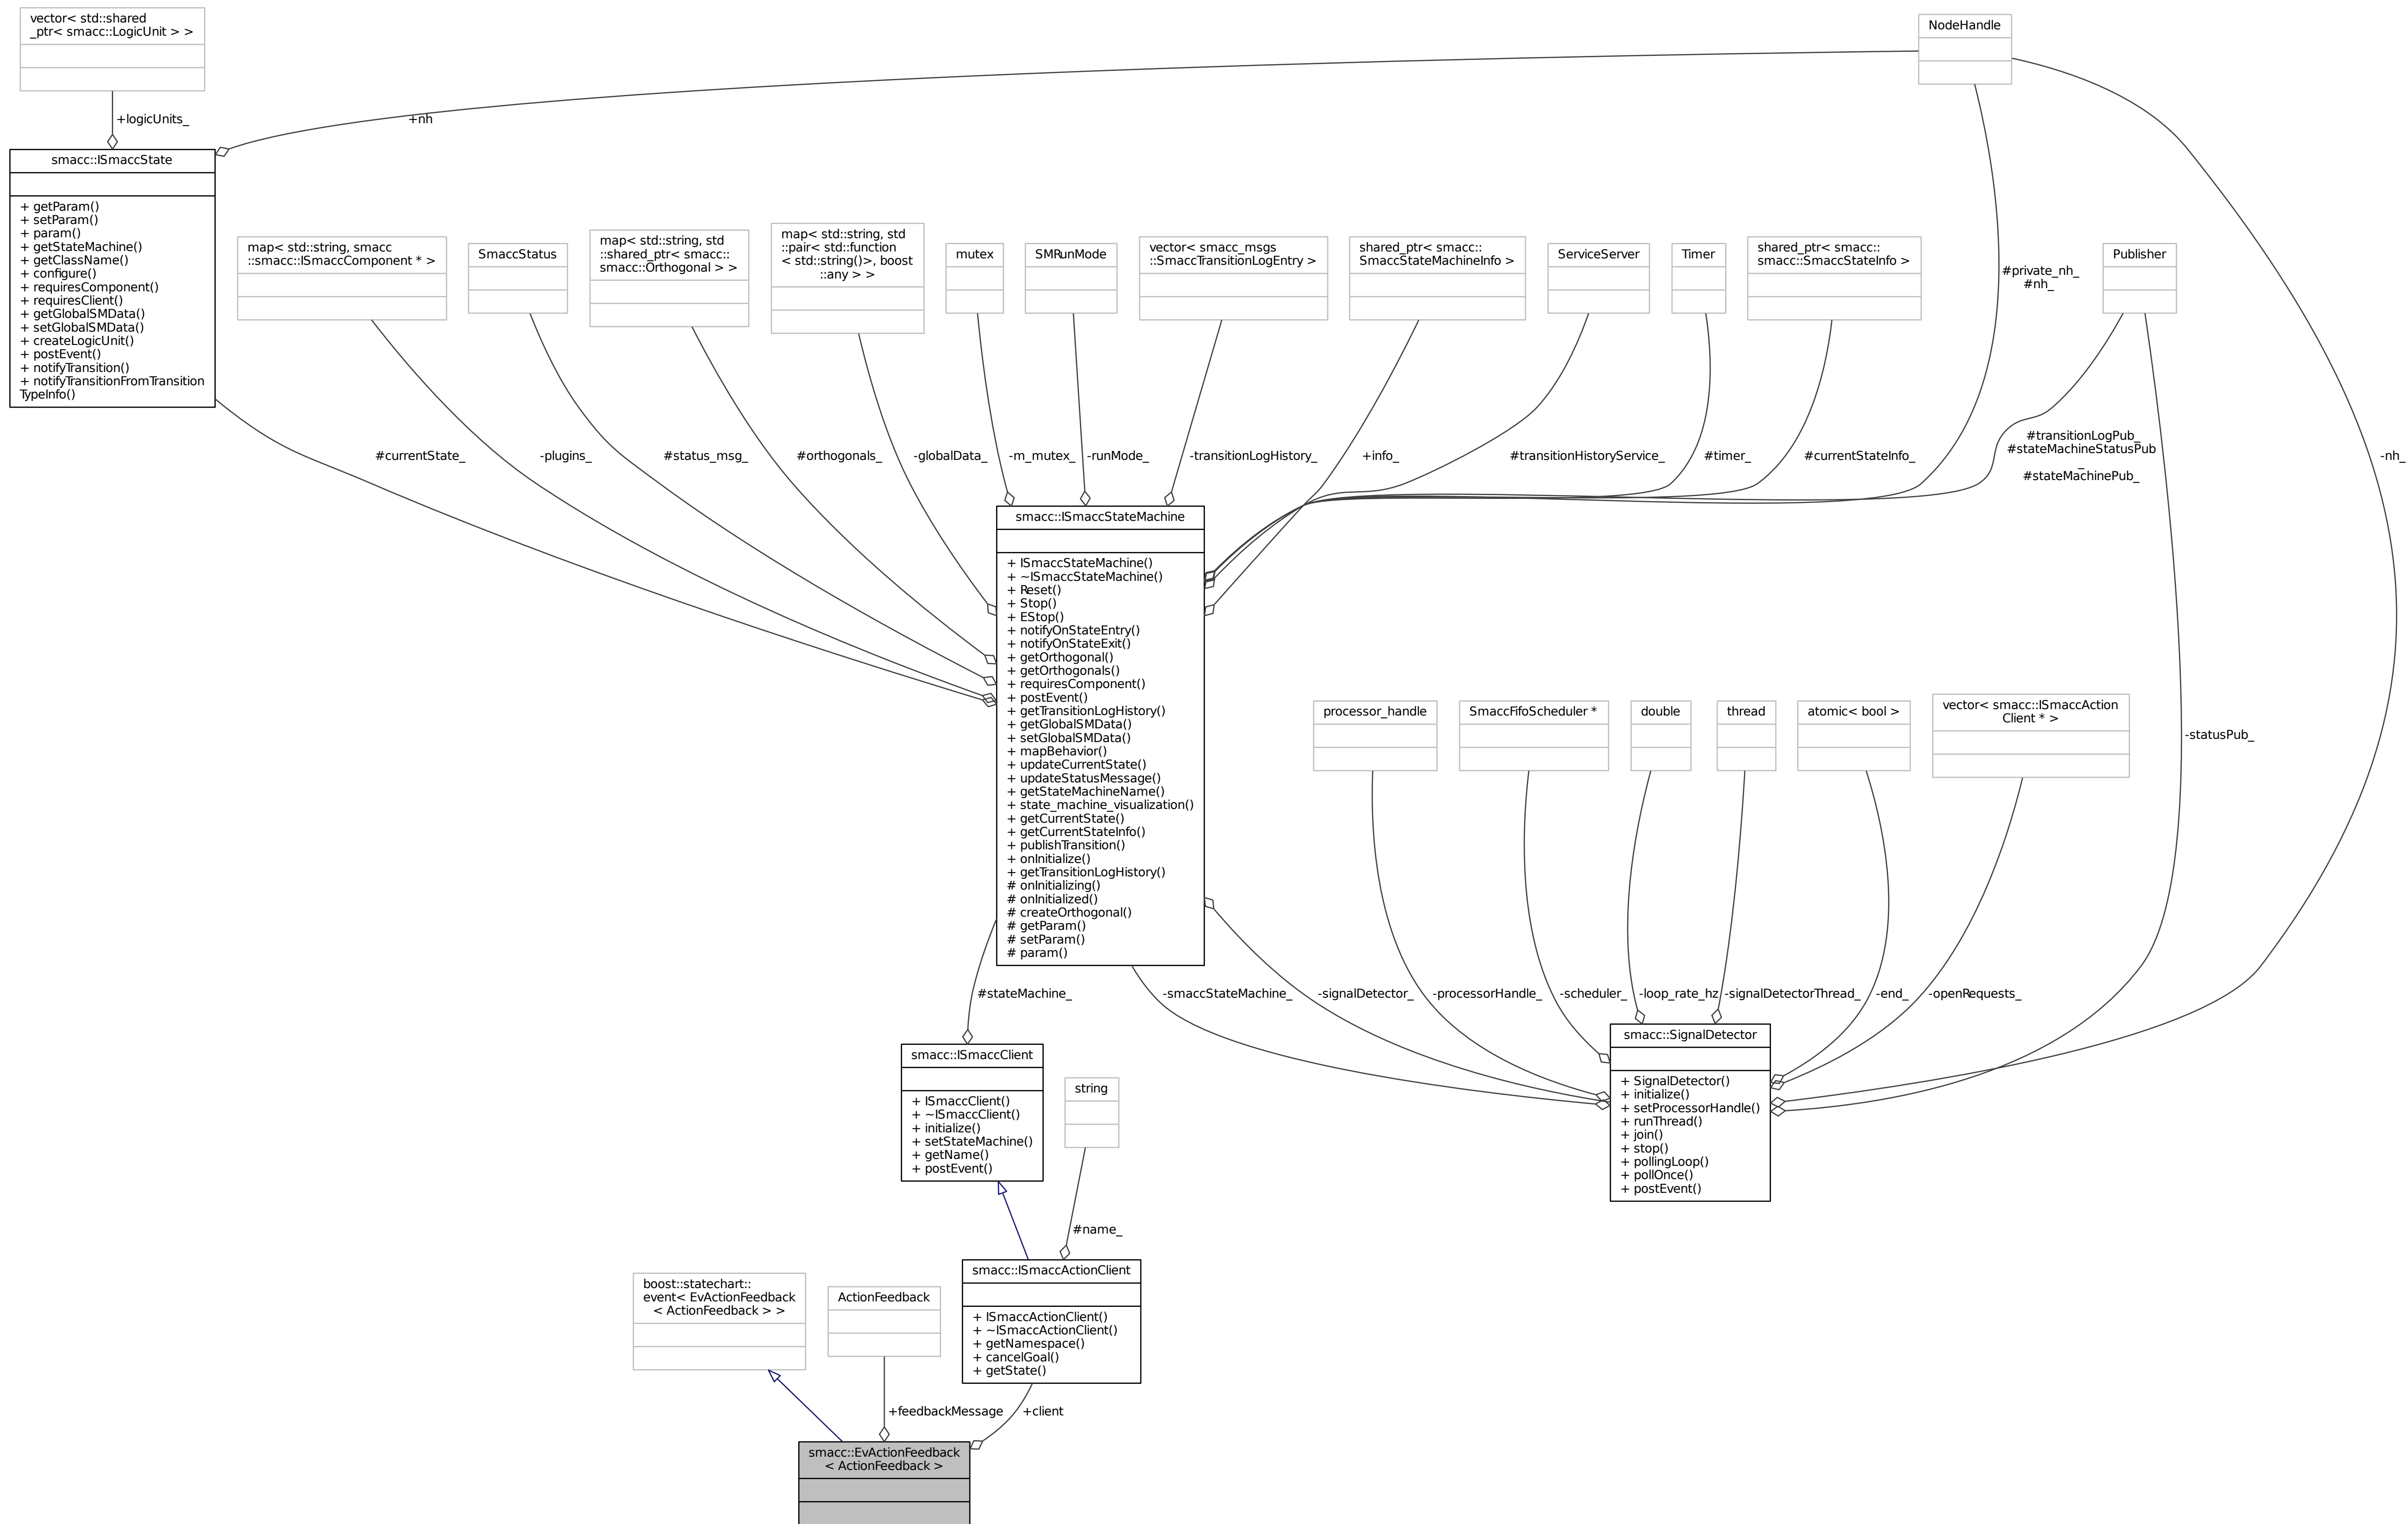 vector< std::shared
_ptr< smacc::LogicUnit > >
NodeHandle
+logicUnits_
+nh
smacc::ISmaccState
+ getParam()
+ setParam()
+ param()
+ getStateMachine()
+ getClassName()
+ configure()
+ requiresComponent()
+ requiresClient()
+ getGlobalSMData()
+ setGlobalSMData()
+ createLogicUnit()
+ postEvent()
+ notifyTransition()
+ notifyTransitionFromTransition
TypeInfo()
map< std::string, smacc
::smacc::ISmaccComponent * >
SmaccStatus
map< std::string, std
::shared_ptr< smacc::
smacc::Orthogonal > >
map< std::string, std
::pair< std::function
< std::string()>, boost
::any > >
mutex
SMRunMode
vector< smacc_msgs
::SmaccTransitionLogEntry >
shared_ptr< smacc::
SmaccStateMachineInfo >
ServiceServer
Timer
shared_ptr< smacc::
smacc::SmaccStateInfo >
#private_nh_
#nh_
Publisher
#currentState_
-plugins_
#status_msg_
#orthogonals_
-globalData_
-m_mutex_
-runMode_
-transitionLogHistory_
+info_
#transitionHistoryService_
#timer_
#currentStateInfo_
#transitionLogPub_
#stateMachineStatusPub
_
#stateMachinePub_
-nh_
smacc::ISmaccStateMachine
+ ISmaccStateMachine()
+ ~ISmaccStateMachine()
+ Reset()
+ Stop()
+ EStop()
+ notifyOnStateEntry()
+ notifyOnStateExit()
+ getOrthogonal()
+ getOrthogonals()
+ requiresComponent()
+ postEvent()
+ getTransitionLogHistory()
+ getGlobalSMData()
+ setGlobalSMData()
+ mapBehavior()
+ updateCurrentState()
+ updateStatusMessage()
+ getStateMachineName()
+ state_machine_visualization()
+ getCurrentState()
+ getCurrentStateInfo()
+ publishTransition()
+ onInitialize()
+ getTransitionLogHistory()
# onInitializing()
# onInitialized()
# createOrthogonal()
# getParam()
# setParam()
# param()
processor_handle
SmaccFifoScheduler *
double
thread
atomic< bool >
vector< smacc::ISmaccAction
Client * >
-statusPub_
#stateMachine_
-smaccStateMachine_
-signalDetector_
-processorHandle_
-scheduler_
-loop_rate_hz
-signalDetectorThread_
-end_
-openRequests_
smacc::SignalDetector
+ SignalDetector()
+ initialize()
+ setProcessorHandle()
+ runThread()
+ join()
+ stop()
+ pollingLoop()
+ pollOnce()
+ postEvent()
smacc::ISmaccClient
+ ISmaccClient()
+ ~ISmaccClient()
+ initialize()
+ setStateMachine()
+ getName()
+ postEvent()
string
#name_
smacc::ISmaccActionClient
+ ISmaccActionClient()
+ ~ISmaccActionClient()
+ getNamespace()
+ cancelGoal()
+ getState()
boost::statechart::
event< EvActionFeedback
< ActionFeedback > >
ActionFeedback
+feedbackMessage
+client
smacc::EvActionFeedback
< ActionFeedback >